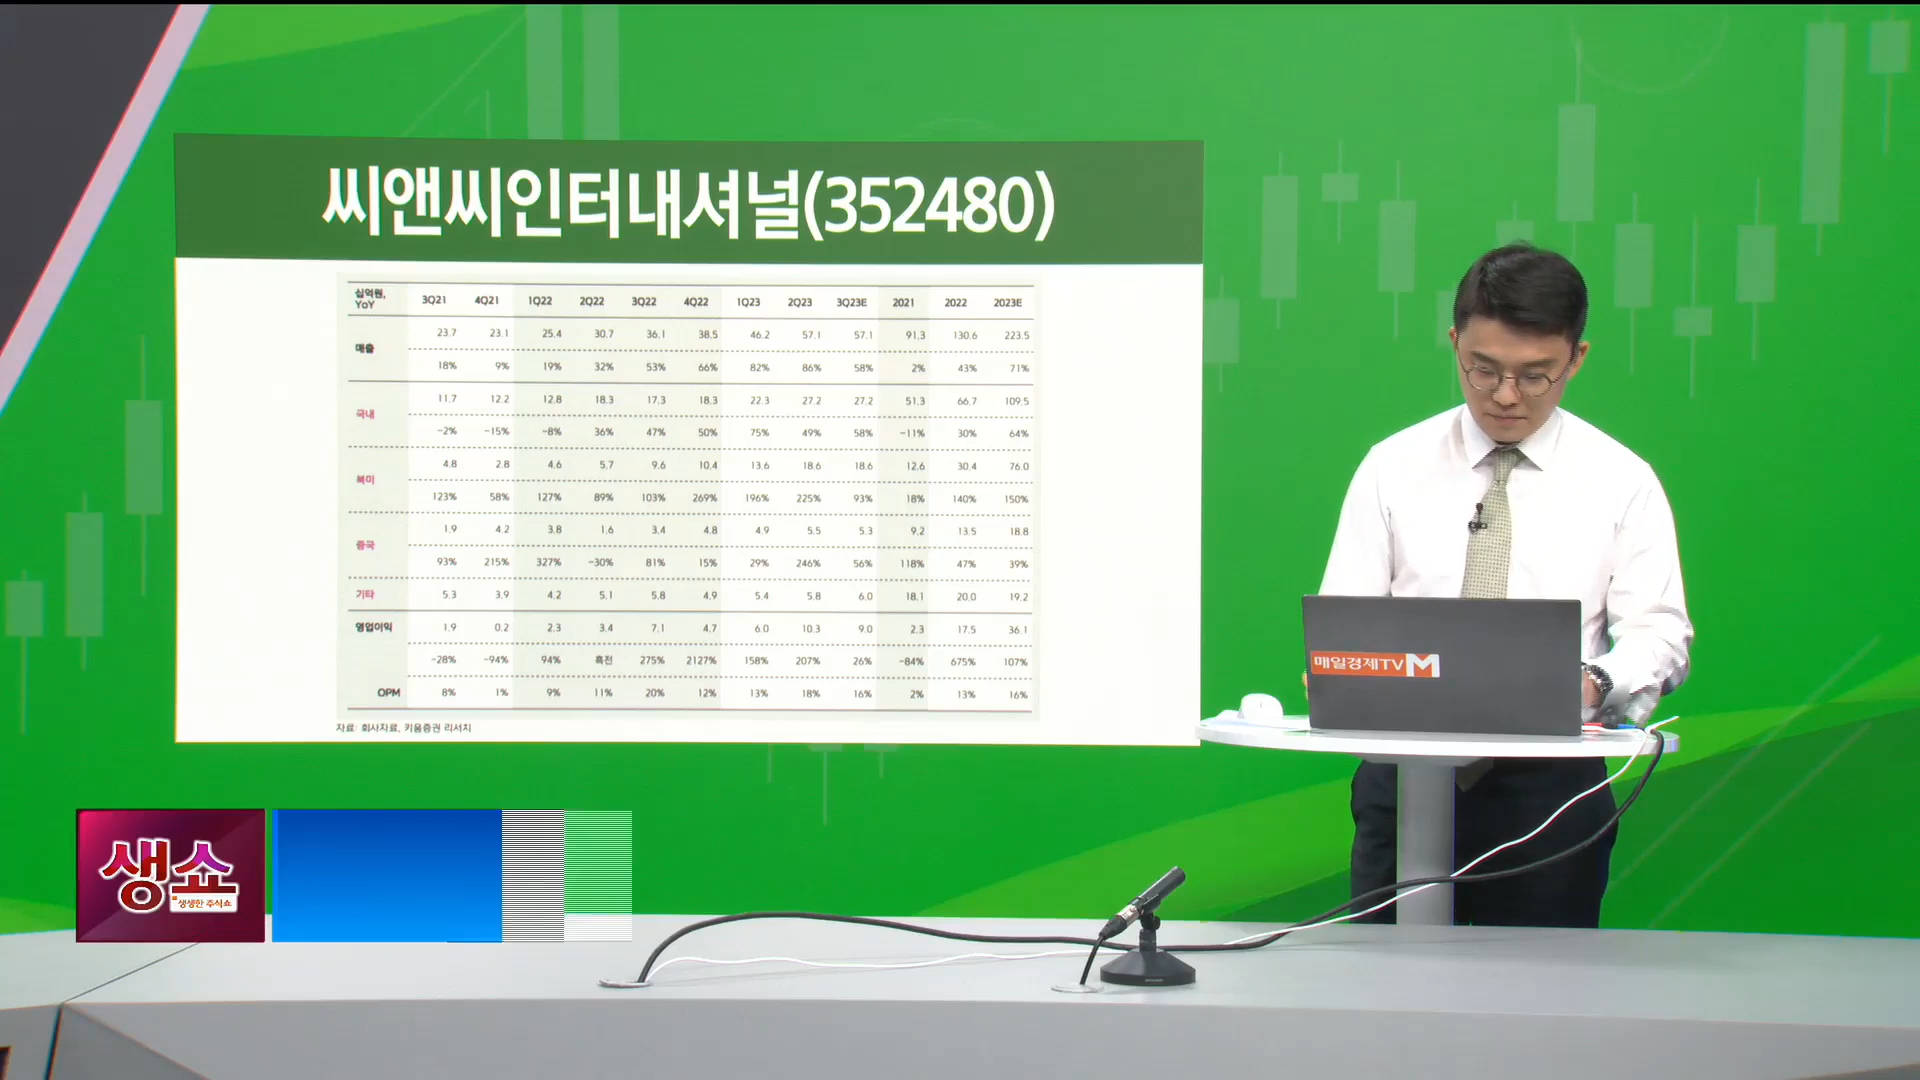 씨앤씨인터내셔널(352480)
십억원, YoY 3Q21 4Q21 1Q22 2Q22 3Q22 4Q22 1Q23 2Q23 3Q23E 2021 2022 2023E
매출 23.7 23.1 25.4 30.7 36.1 38.5 46.2 57.1 57.1 91.3 130.6 223.5
18% 9% 19% 32% 53% 66% 82% 86% 58% 2% 43% 71%
국내 11.7 12.2 12.8 18.3 17.3 18.3 22.3 27.2 27.2 51.3 66.7 109.5
-2% -15% -8% 36% 47% 50% 75% 49% 58% -11% 30% 64%
북미 4.8 2.8 4.6 5.7 9.6 10.4 13.6 18.6 18.6 12.6 30.4 76.0
123% 58% 127% 89% 103% 269% 196% 225% 93% 18% 140% 150%
중국 1.9 4.2 3.8 1.6 3.4 4.8 4.9 5.5 5.3 9.2 13.5 18.8
93% 215% 327% -30% 81% 15% 29% 246% 56% 118% 47% 39%
기타 5.3 3.9 4.2 5.1 5.8 4.9 5.4 5.8 6.0 18.1 20.0 19.2
영업이익 1.9 0.2 2.3 3.4 7.1 4.7 6.0 10.3 9.0 2.3 17.5 36.1
-28% -94% 94% 흑전 275% 2127% 158% 207% 26% -84% 675% 107%
OPM 8% 1% 9% 11% 20% 12% 13% 18% 16% 2% 13% 16%
자료: 회사자료, 키움증권 리서치
매일경제TV M
생쇼
생생한 주식쇼